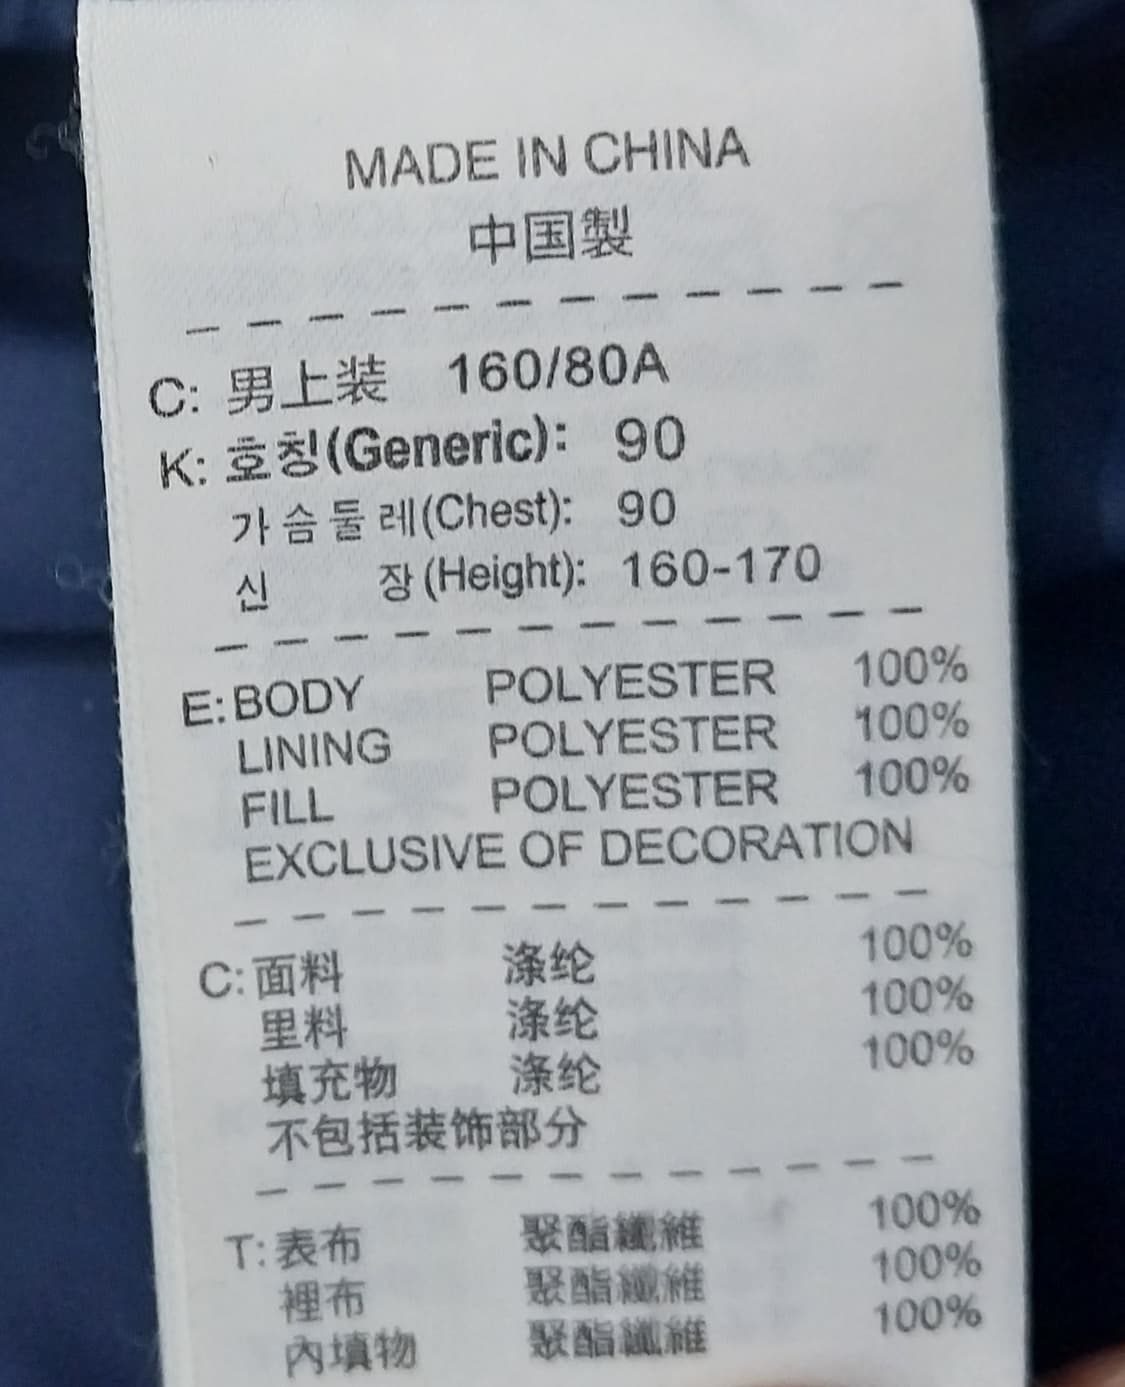 MADE IN CHINA
中国製
C: 男上装 160/80A
K: 호칭(Generic): 90
가슴둘레(Chest): 90
신 장(Height): 160-170
E: BODY POLYESTER 100%
LINING POLYESTER 100%
FILL POLYESTER 100%
EXCLUSIVE OF DECORATION
C: 面料 涤纶 100%
里料 涤纶 100%
填充物 涤纶 100%
不包括装饰部分
T: 表布 聚酯纖維 100%
裡布 聚酯纖維 100%
內填物 聚酯纖維 100%